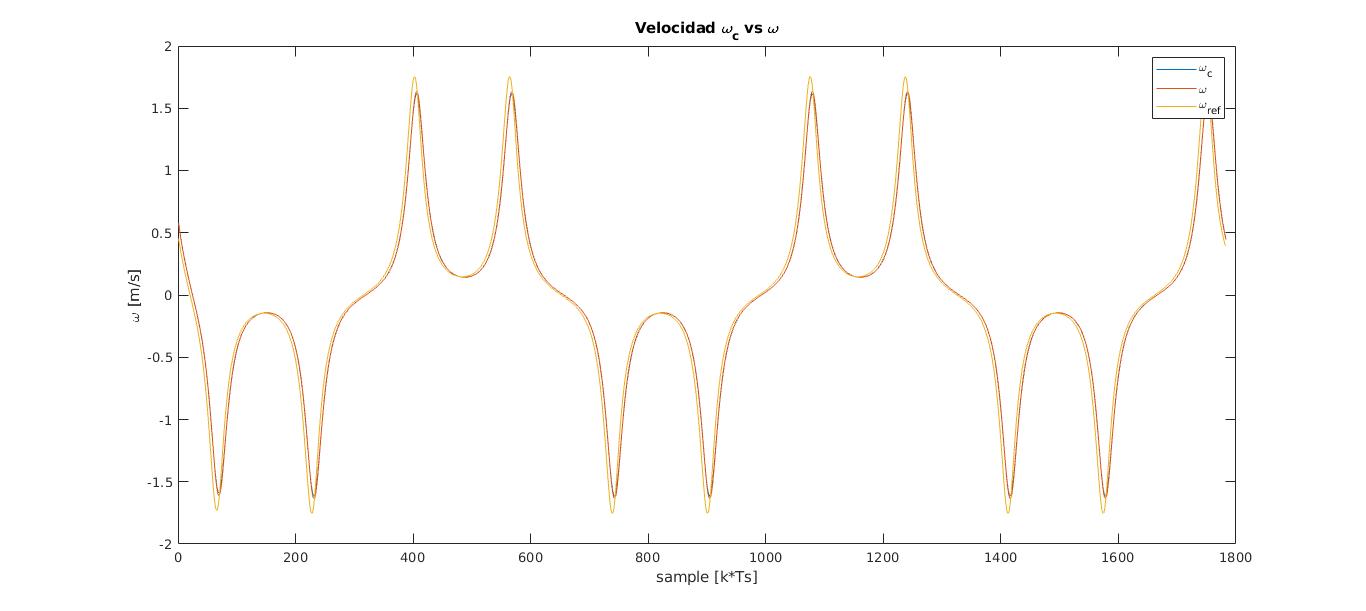 Velocidad ω_c vs ω
ω_c
ω
ω_ref
2
1.5
1
0.5
0
-0.5
-1
-1.5
-2
ω [m/s]
0 200 400 600 800 1000 1200 1400 1600 1800
sample [k*Ts]